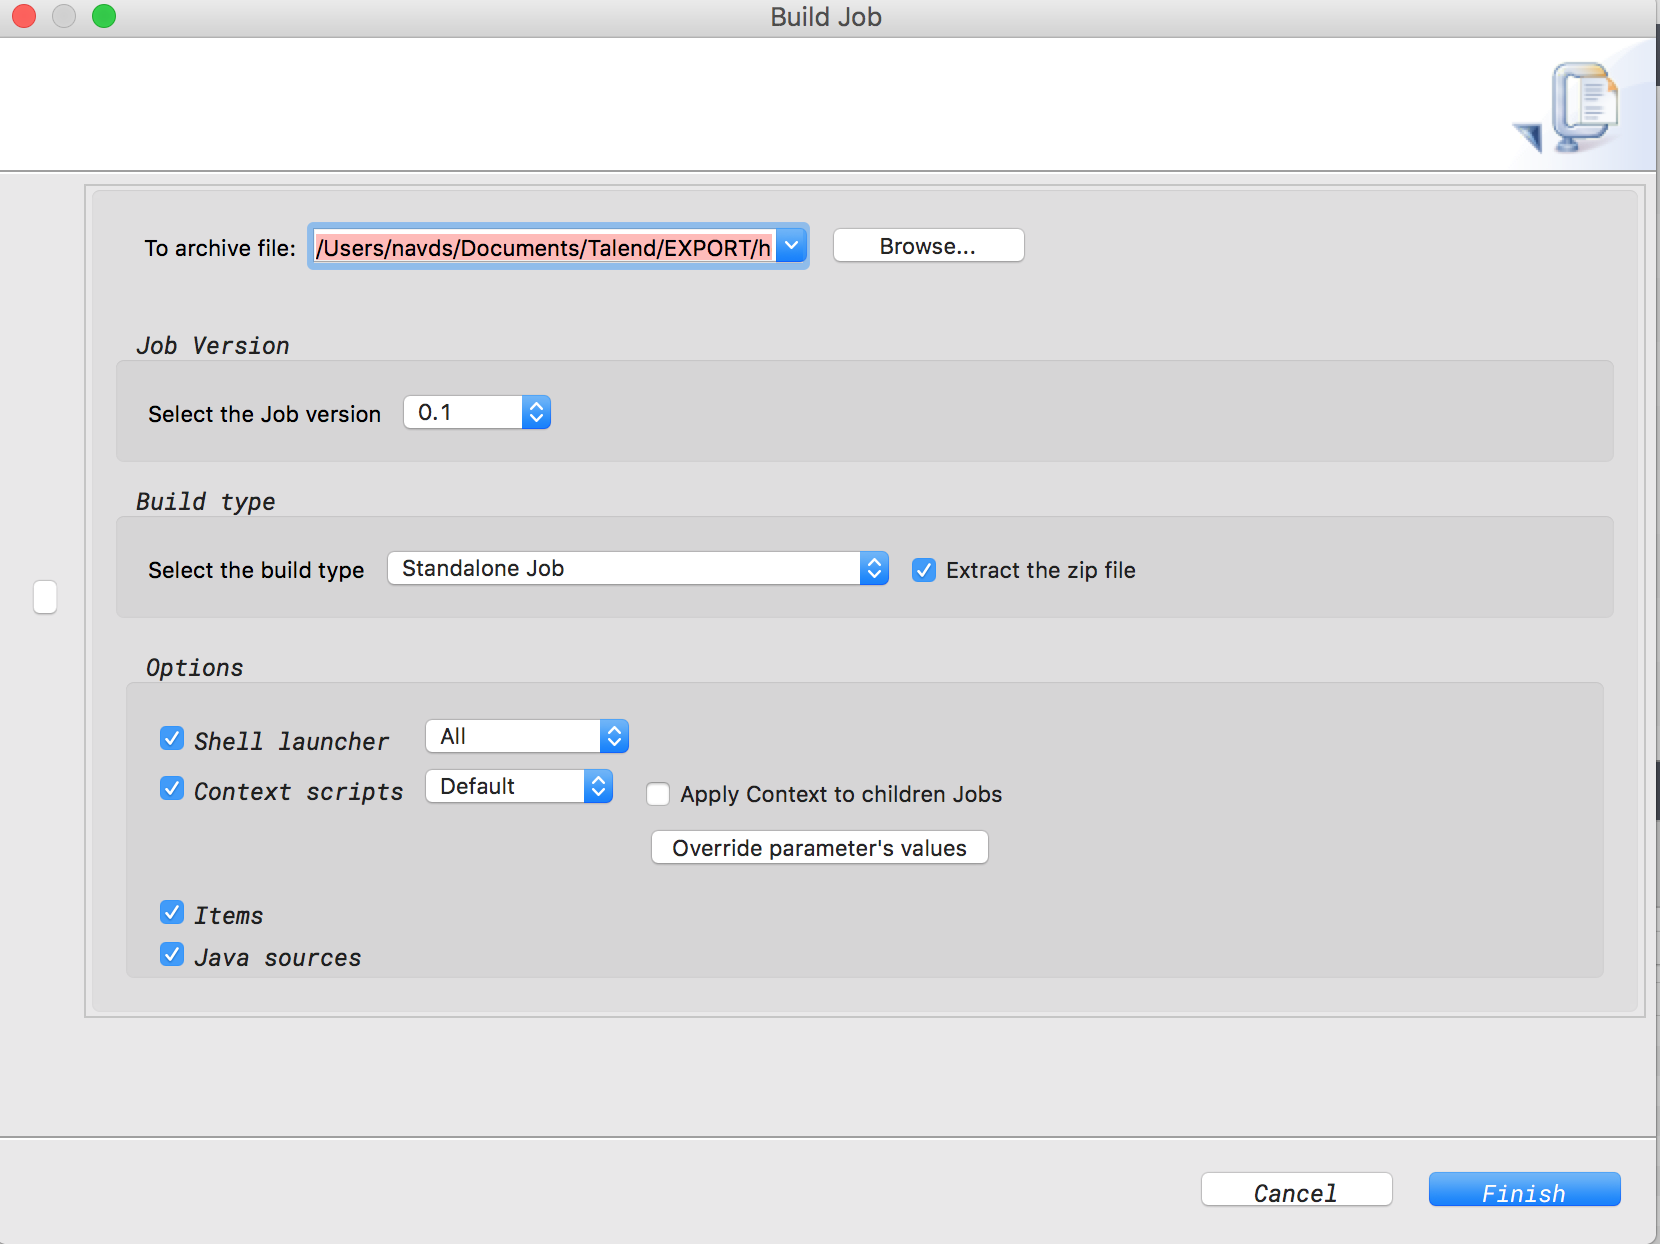 Build Job
To archive file: /Users/navds/Documents/Talend/EXPORT/h Browse...
Job Version
Select the Job version 0.1
Build type
Select the build type Standalone Job Extract the zip file
Options
Shell launcher All
Context scripts Default Apply Context to children Jobs
Override parameter's values
Items
Java sources
Cancel Finish